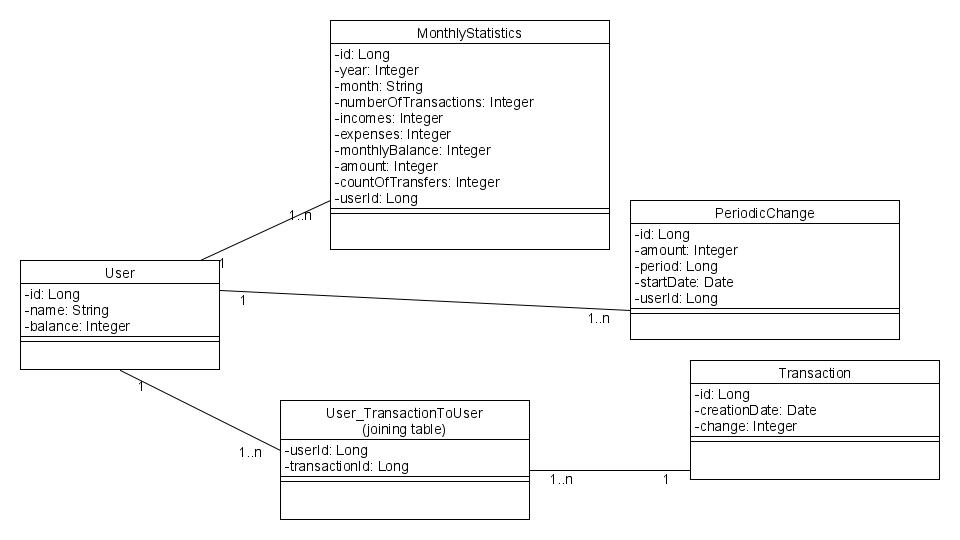 MonthlyStatistics
-id: Long
-year: Integer
-month: String
-numberOfTransactions: Integer
-incomes: Integer
-expenses: Integer
-monthlyBalance: Integer
-amount: Integer
-countOfTransfers: Integer
-userId: Long
1..n
1
PeriodicChange
-id: Long
-amount: Integer
-period: Long
-startDate: Date
-userId: Long
User
-id: Long
-name: String
-balance: Integer
1
1..n
1
1..n
User_TransactionToUser
(joining table)
-userId: Long
-transactionId: Long
1..n
1
Transaction
-id: Long
-creationDate: Date
-change: Integer